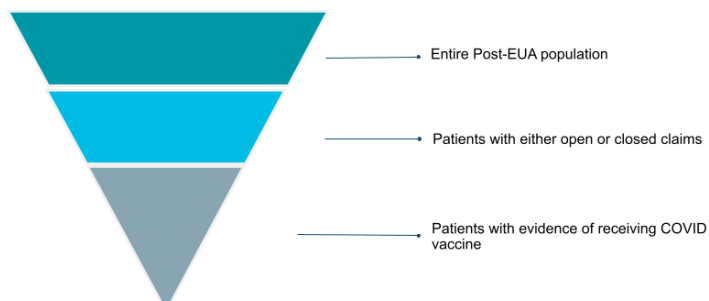 Entire Post-EUA population
Patients with either open or closed claims
Patients with evidence of receiving COVID
vaccine